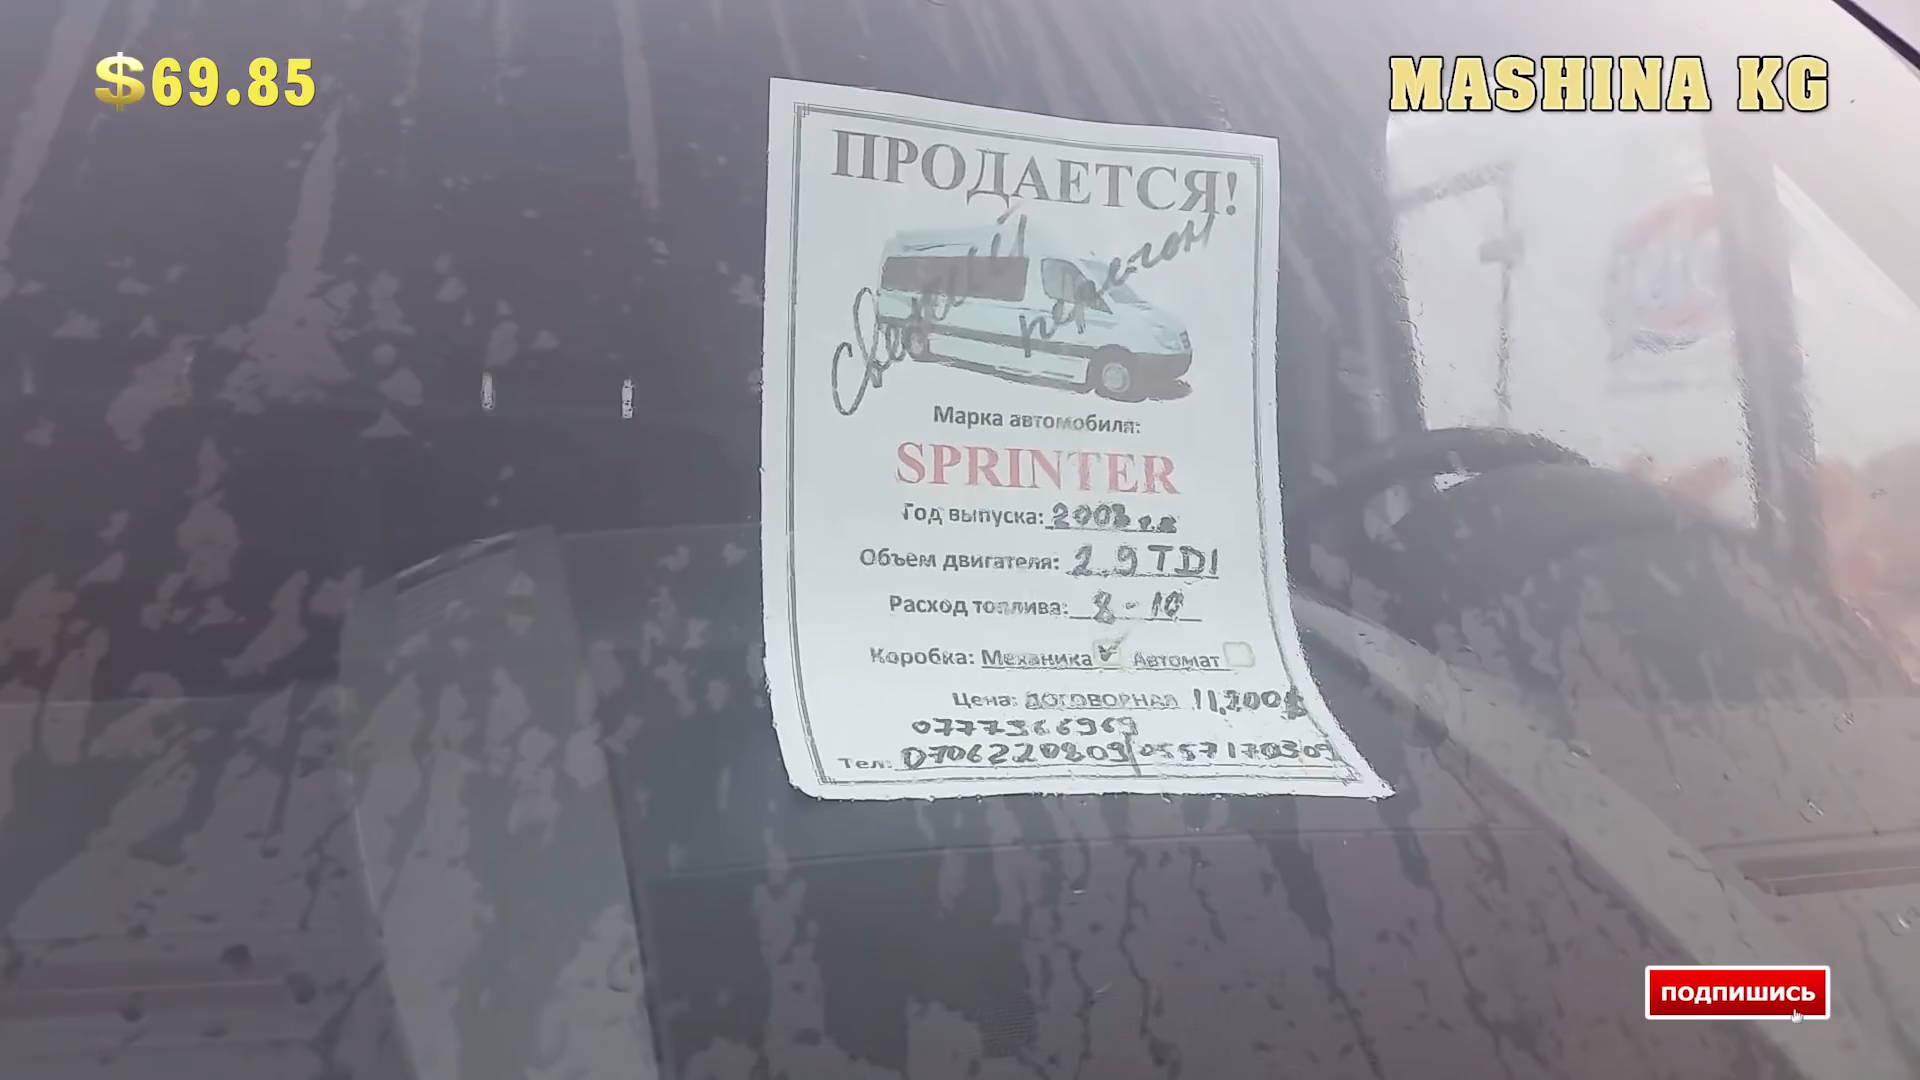 $69.85
MASHINA KG
ПРОДАЕТСЯ!
Свежий перегон
Марка автомобиля:
SPRINTER
Год выпуска: 2003 г.в
Объем двигателя: 2.9 TDI
Расход топлива: 8-10
Коробка: Механика ✓ Автомат
Цена: ДОГОВОРНАЯ 11,700$
0777366969
Тел: 0706220809/0557170309
ПОДПИШИСЬ